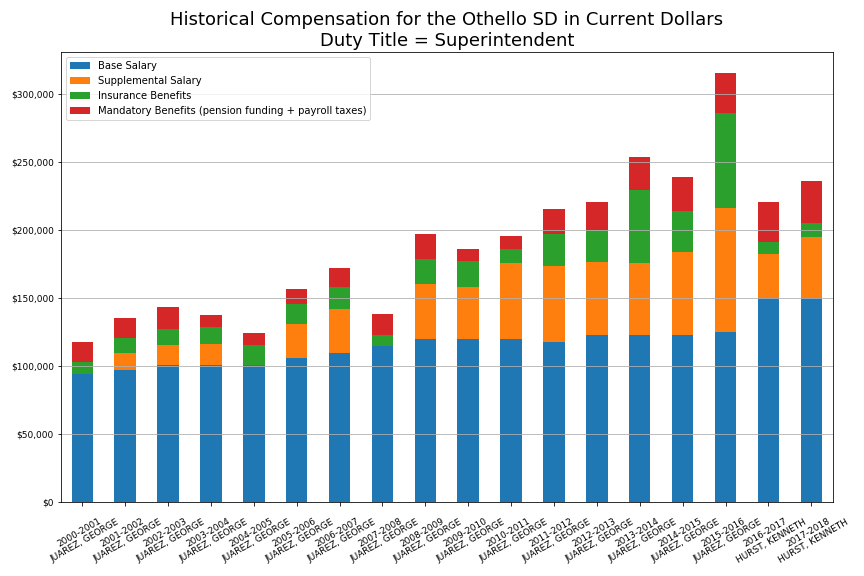 Historical Compensation for the Othello SD in Current Dollars
Duty Title = Superintendent
Base Salary
Supplemental Salary
Insurance Benefits
Mandatory Benefits (pension funding + payroll taxes)
$300,000
$250,000
$200,000
$150,000
$100,000
$50,000
$0
2000-2001
JUAREZ, GEORGE
2001-2002
JUAREZ, GEORGE
2002-2003
JUAREZ, GEORGE
2003-2004
JUAREZ, GEORGE
2004-2005
JUAREZ, GEORGE
2005-2006
JUAREZ, GEORGE
2006-2007
JUAREZ, GEORGE
2007-2008
JUAREZ, GEORGE
2008-2009
JUAREZ, GEORGE
2009-2010
JUAREZ, GEORGE
2010-2011
JUAREZ, GEORGE
2011-2012
JUAREZ, GEORGE
2012-2013
JUAREZ, GEORGE
2013-2014
JUAREZ, GEORGE
2014-2015
JUAREZ, GEORGE
2015-2016
JUAREZ, GEORGE
2016-2017
HURST, KENNETH
2017-2018
HURST, KENNETH